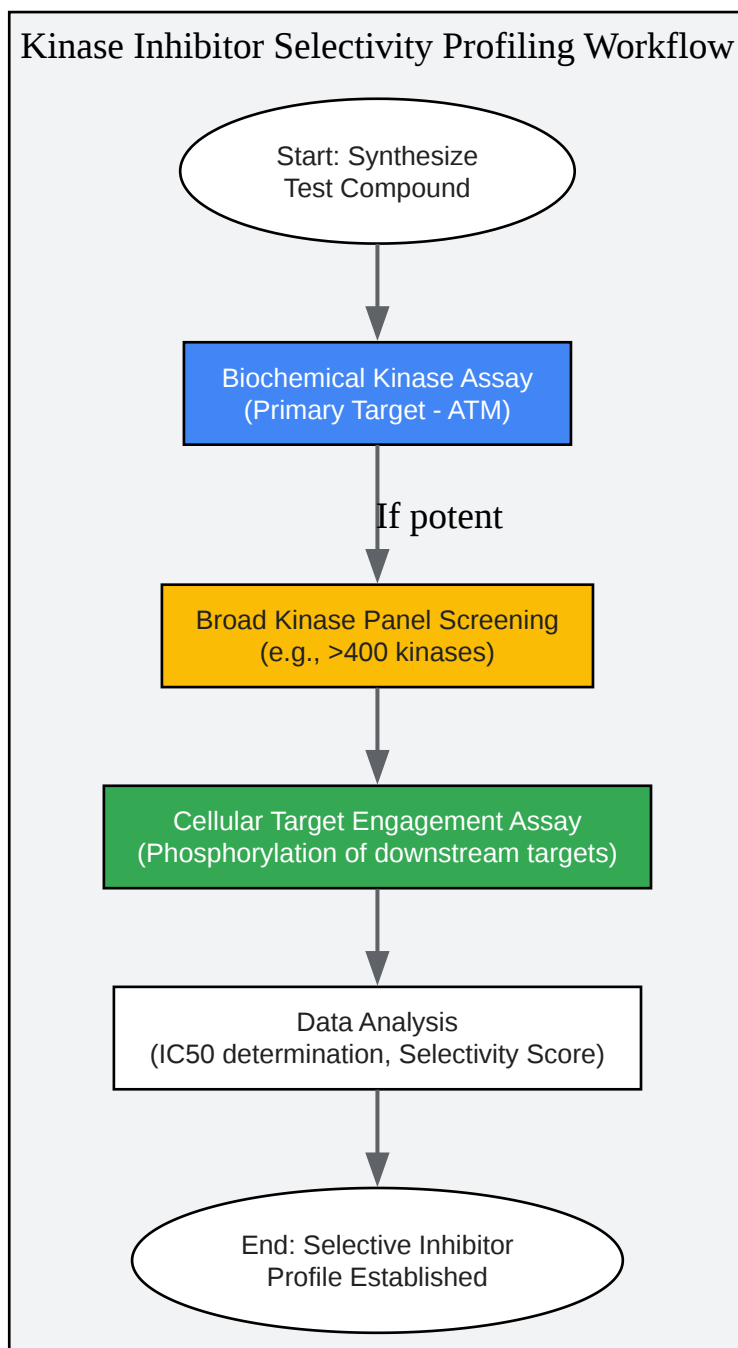 Kinase Inhibitor Selectivity Profiling Workflow
Start: Synthesize
Test Compound
Biochemical Kinase Assay
(Primary Target - ATM)
If potent
Broad Kinase Panel Screening
(e.g., >400 kinases)
Cellular Target Engagement Assay
(Phosphorylation of downstream targets)
Data Analysis
(IC50 determination, Selectivity Score)
End: Selective Inhibitor
Profile Established